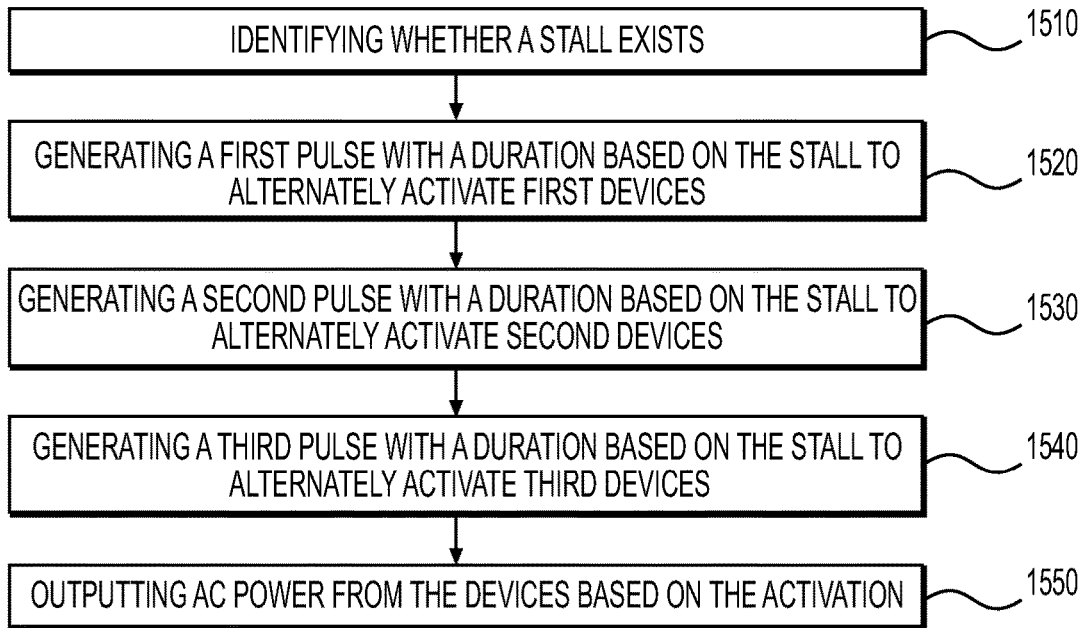 IDENTIFYING WHETHER A STALL EXISTS
1510
GENERATING A FIRST PULSE WITH A DURATION BASED ON THE STALL TO
ALTERNATELY ACTIVATE FIRST DEVICES
1520
GENERATING A SECOND PULSE WITH A DURATION BASED ON THE STALL TO
ALTERNATELY ACTIVATE SECOND DEVICES
1530
GENERATING A THIRD PULSE WITH A DURATION BASED ON THE STALL TO
ALTERNATELY ACTIVATE THIRD DEVICES
1540
OUTPUTTING AC POWER FROM THE DEVICES BASED ON THE ACTIVATION
1550